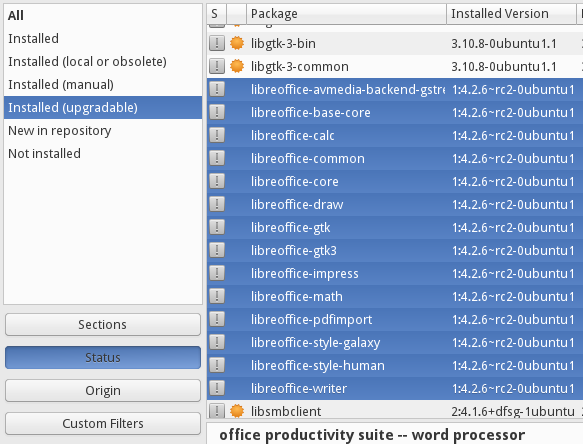 All
Installed
Installed (local or obsolete)
Installed (manual)
Installed (upgradable)
New in repository
Not installed
Sections
Status
Origin
Custom Filters
S Package Installed Version
libgtk-3-bin 3.10.8-0ubuntu1.1
libgtk-3-common 3.10.8-0ubuntu1.1
libreoffice-avmedia-backend-gstre 1:4.2.6~rc2-0ubuntu1
libreoffice-base-core 1:4.2.6~rc2-0ubuntu1
libreoffice-calc 1:4.2.6~rc2-0ubuntu1
libreoffice-common 1:4.2.6~rc2-0ubuntu1
libreoffice-core 1:4.2.6~rc2-0ubuntu1
libreoffice-draw 1:4.2.6~rc2-0ubuntu1
libreoffice-gtk 1:4.2.6~rc2-0ubuntu1
libreoffice-gtk3 1:4.2.6~rc2-0ubuntu1
libreoffice-impress 1:4.2.6~rc2-0ubuntu1
libreoffice-math 1:4.2.6~rc2-0ubuntu1
libreoffice-pdfimport 1:4.2.6~rc2-0ubuntu1
libreoffice-style-galaxy 1:4.2.6~rc2-0ubuntu1
libreoffice-style-human 1:4.2.6~rc2-0ubuntu1
libreoffice-writer 1:4.2.6~rc2-0ubuntu1
libsmbclient 2:4.1.6+dfsg-1ubuntu
office productivity suite -- word processor